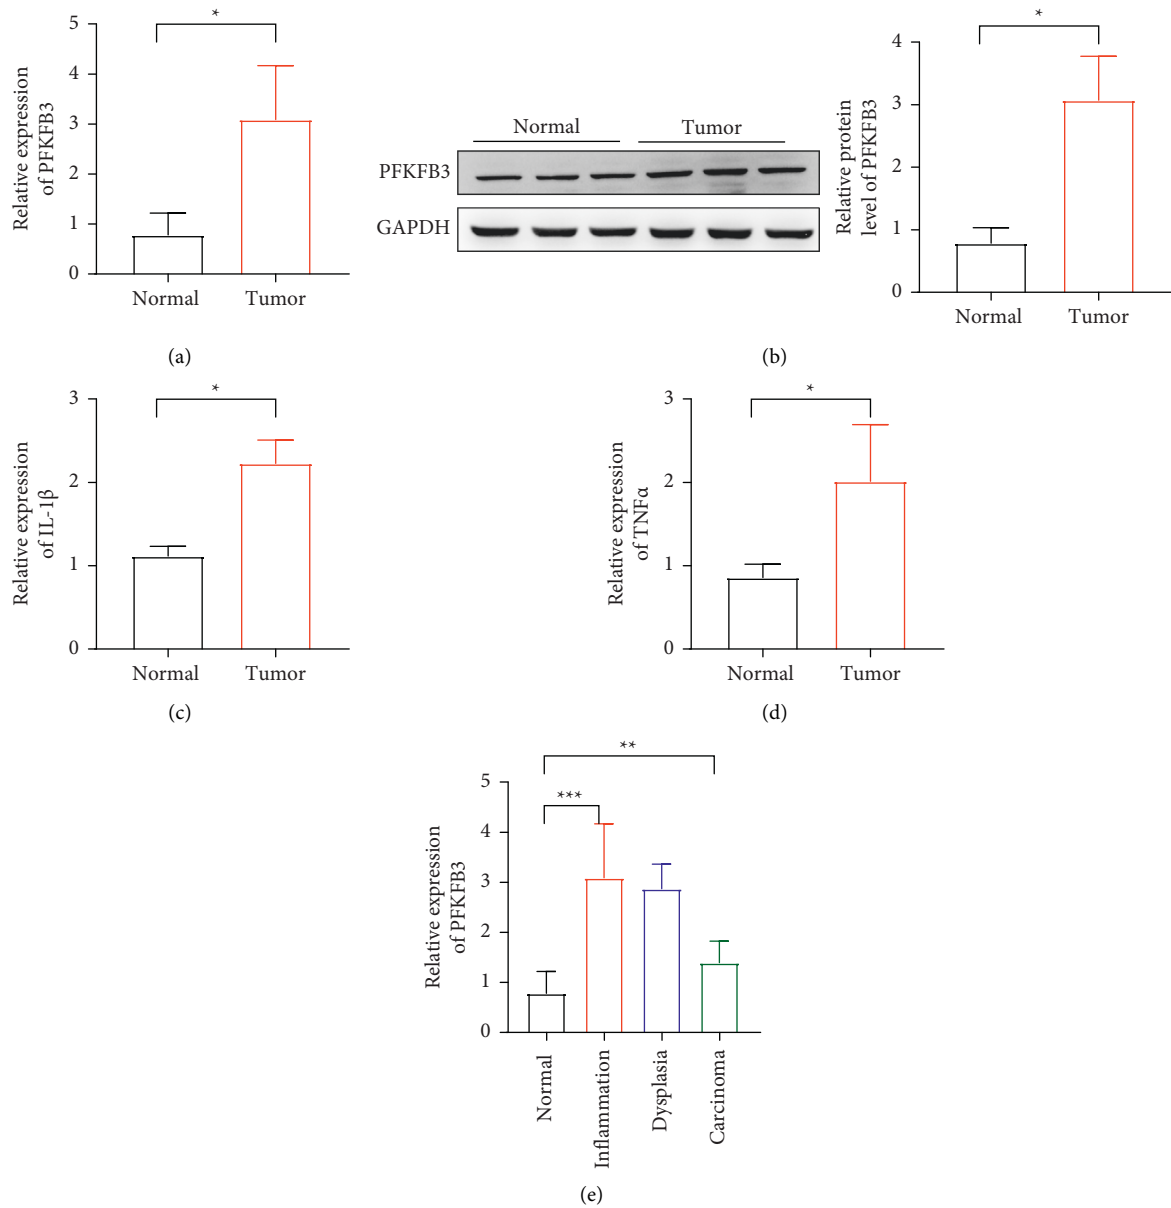 Relative expression
of PFKFB3
5
4
3
2
1
0
*
Normal
Tumor
(a)
Normal
Tumor
PFKFB3
GAPDH
Relative protein
level of PFKFB3
4
3
2
1
0
*
Normal
Tumor
(b)
Relative expression
of IL-1β
3
2
1
0
*
Normal
Tumor
(c)
Relative expression
of TNFα
3
2
1
0
*
Normal
Tumor
(d)
Relative expression
of PFKFB3
5
4
3
2
1
0
**
***
Normal
Inflammation
Dysplasia
Carcinoma
(e)